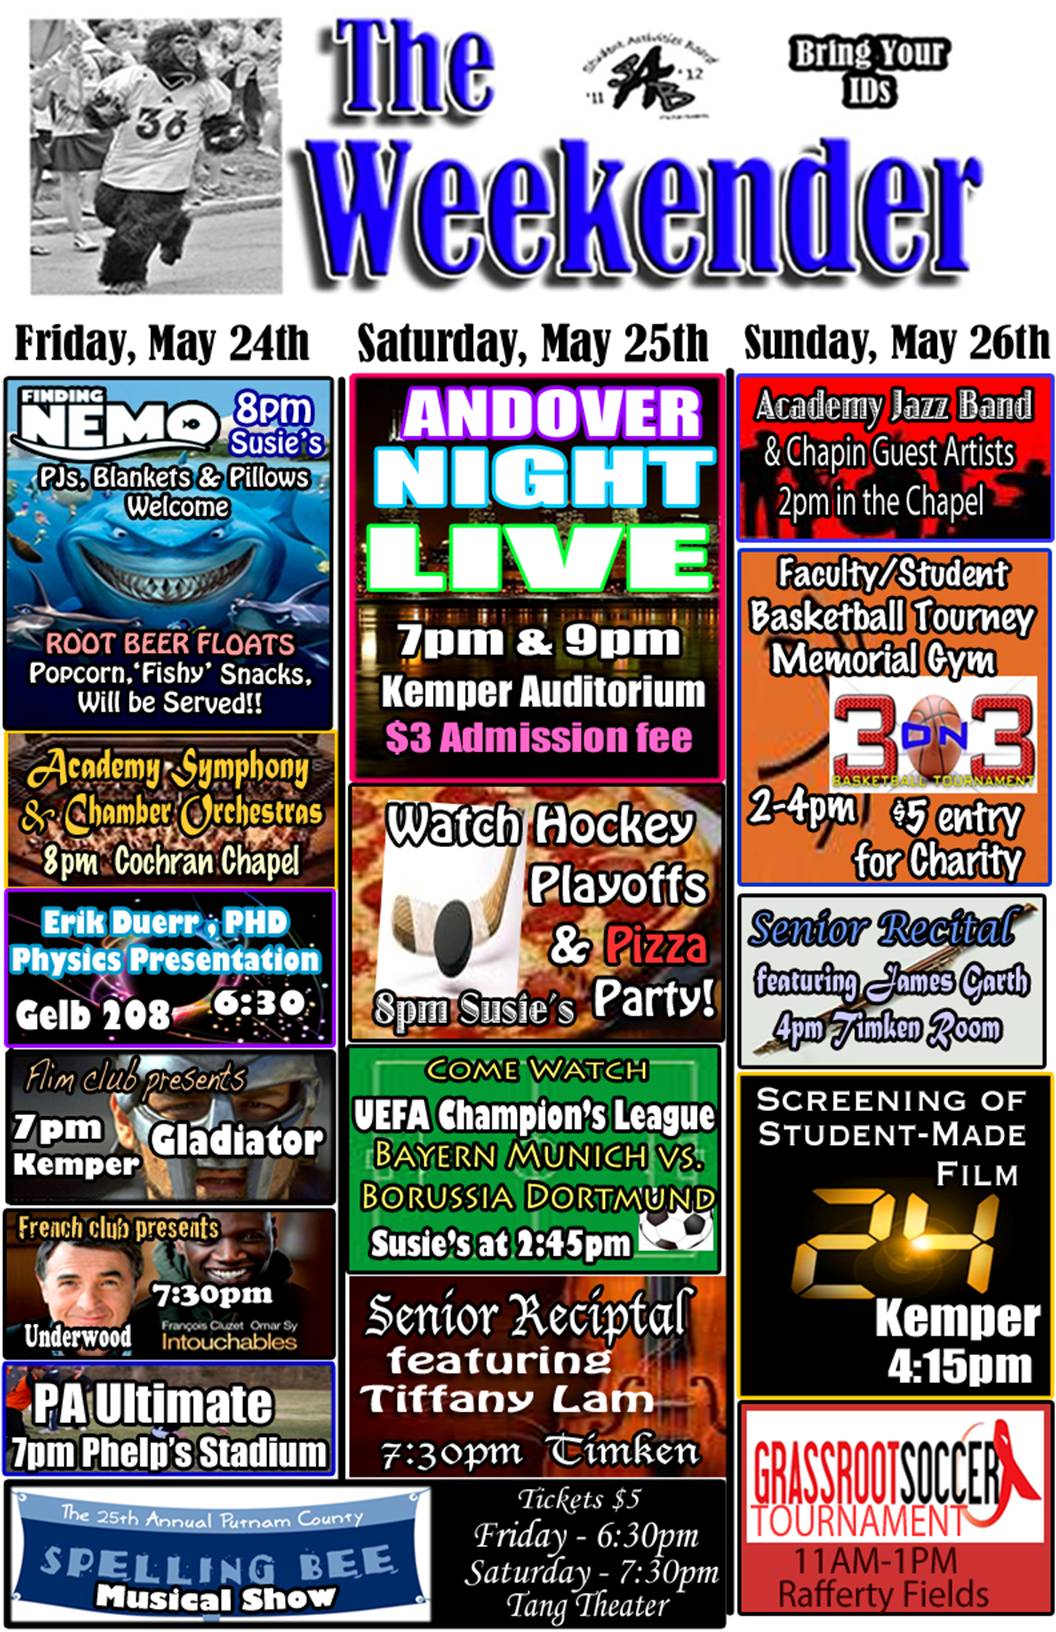 The
Weekender
Student Activities Board
SAB
'11 '12
Bring Your
IDs
36
Friday, May 24th
FINDING
NEMO
8pm
Susie's
PJs, Blankets & Pillows
Welcome
ROOT BEER FLOATS
Popcorn,'Fishy' Snacks,
Will be Served!!
Academy Symphony
& Chamber Orchestras
8pm Cochran Chapel
Erik Duerr, PHD
Physics Presentation
Gelb 208 6:30
Flim club presents
7pm
Kemper
Gladiator
French club presents
7:30pm
Underwood
François Cluzet Omar Sy
Intouchables
PA Ultimate
7pm Phelp's Stadium
Saturday, May 25th
ANDOVER
NIGHT
LIVE
7pm & 9pm
Kemper Auditorium
$3 Admission fee
Watch Hockey
Playoffs
& Pizza
Party!
8pm Susie's
COME WATCH
UEFA Champion's League
BAYERN MUNICH VS.
BORUSSIA DORTMUND
Susie's at 2:45pm
Senior Reciptal
featuring
Tiffany Lam
7:30pm Timken
The 25th Annual Putnam County
SPELLING BEE
Musical Show
Tickets $5
Friday - 6:30pm
Saturday - 7:30pm
Tang Theater
Sunday, May 26th
Academy Jazz Band
& Chapin Guest Artists
2pm in the Chapel
Faculty/Student
Basketball Tourney
Memorial Gym
3 ON 3
BASKETBALL TOURNAMENT
2-4pm
$5 entry
for Charity
Senior Recital
featuring James Garth
4pm Timken Room
SCREENING OF
STUDENT-MADE
FILM
24
Kemper
4:15pm
GRASSROOTSOCCER
TOURNAMENT
11AM-1PM
Rafferty Fields